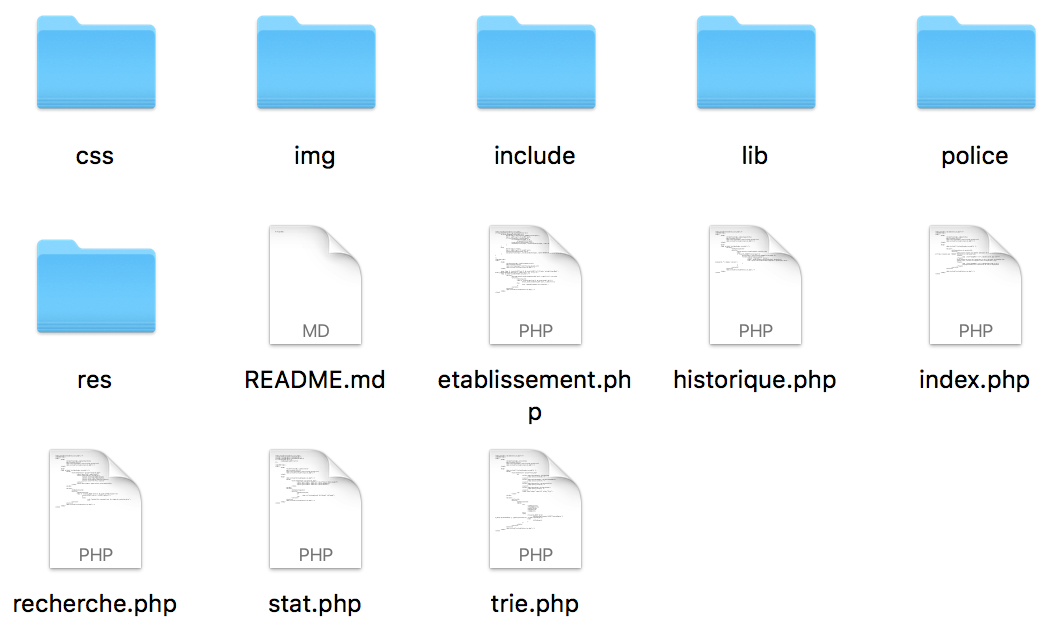 css
img
include
lib
police
res
MD
README.md
PHP
etablissement.ph
p
PHP
historique.php
PHP
index.php
PHP
recherche.php
PHP
stat.php
PHP
trie.php